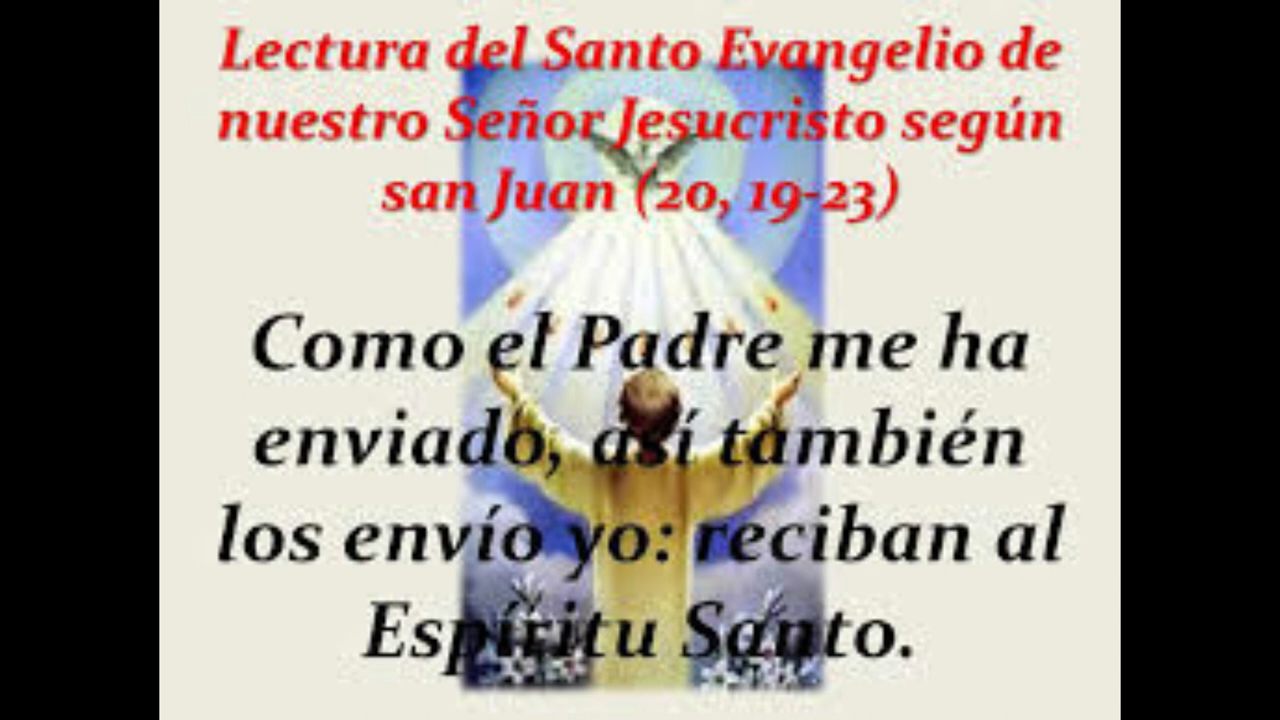 Lectura del Santo Evangelio de
nuestro Señor Jesucristo según
san Juan (20, 19-23)
Como el Padre me ha
enviado, así también
los envío yo: reciban al
Espíritu Santo.